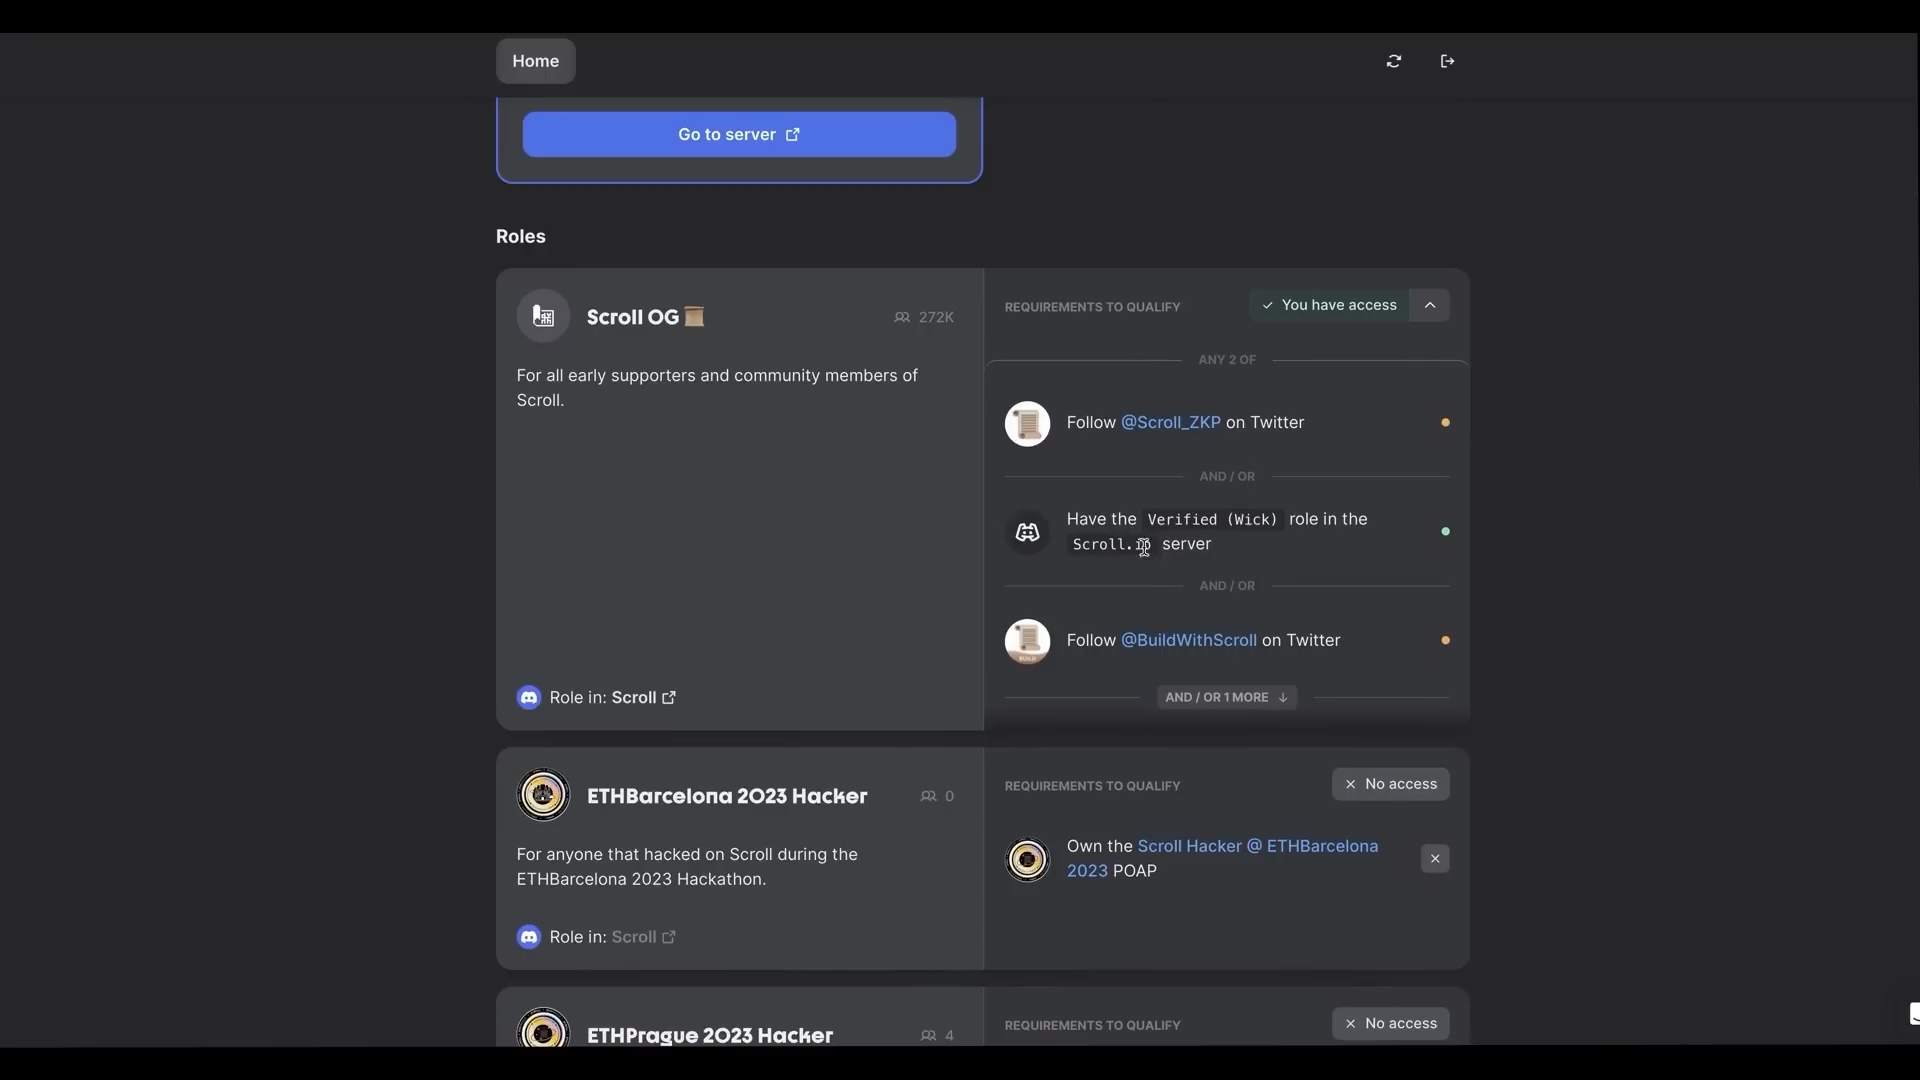 Home
Go to server
Roles
Scroll OG
272K
For all early supporters and community members of
Scroll.
Role in: Scroll
REQUIREMENTS TO QUALIFY
You have access
ANY 2 OF
Follow @Scroll_ZKP on Twitter
AND / OR
Have the Verified (Wick) role in the
Scroll.io server
AND / OR
Follow @BuildWithScroll on Twitter
AND / OR 1 MORE
ETHBarcelona 2023 Hacker
0
For anyone that hacked on Scroll during the
ETHBarcelona 2023 Hackathon.
Role in: Scroll
REQUIREMENTS TO QUALIFY
No access
Own the Scroll Hacker @ ETHBarcelona
2023 POAP
ETHPrague 2023 Hacker
4
REQUIREMENTS TO QUALIFY
No access